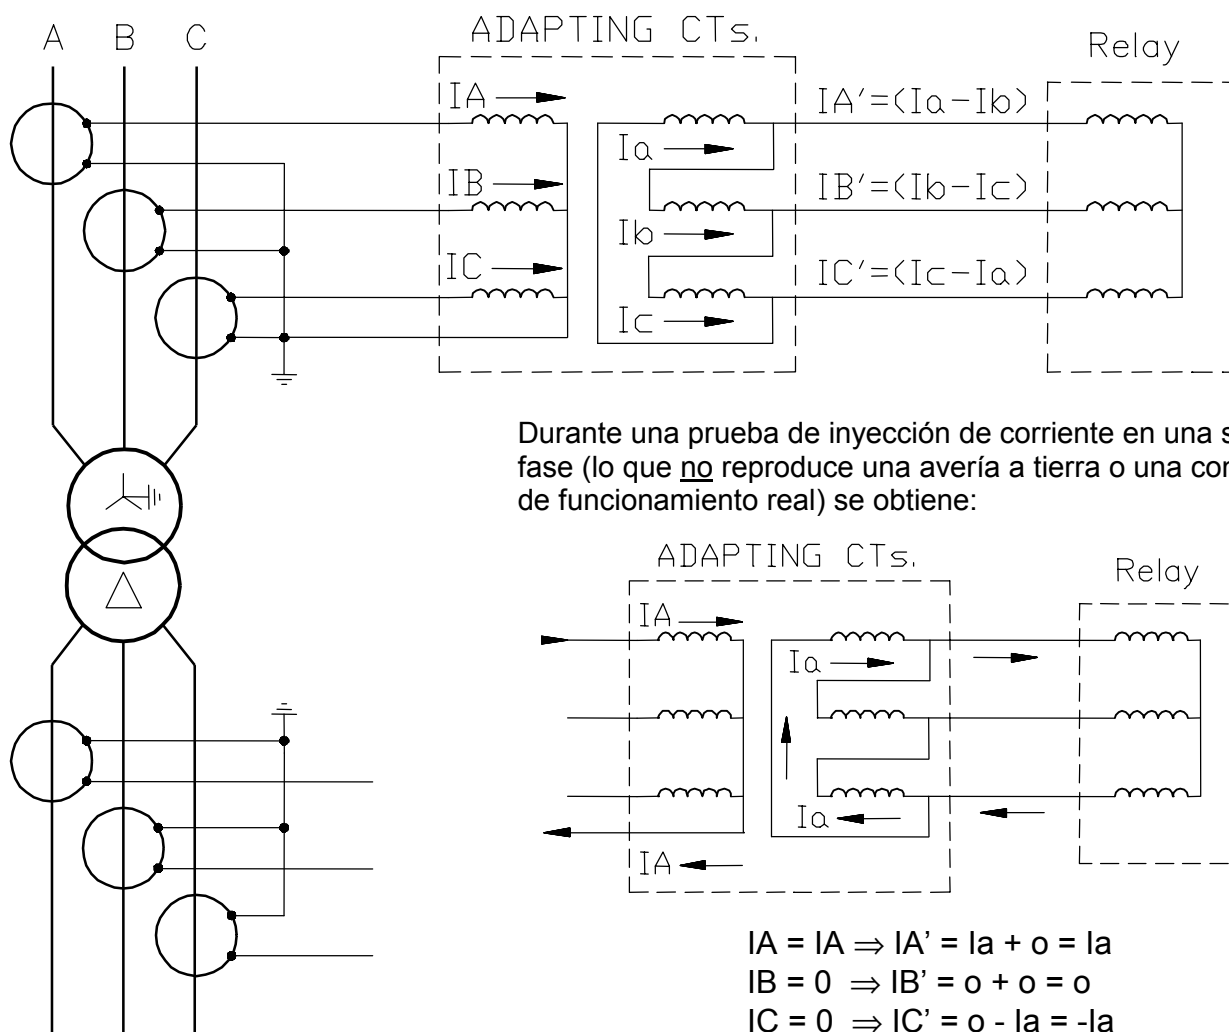 A B C
ADAPTING CTs.
Relay
IA
IA'=(Ia-Ib)
Ia
IB
IB'=(Ib-Ic)
Ib
IC
IC'=(Ic-Ia)
Ic
Durante una prueba de inyección de corriente en una
fase (lo que no reproduce una avería a tierra o una
de funcionamiento real) se obtiene:
ADAPTING CTs.
Relay
IA
Ia
Ia
IA
IA = IA ⇒ IA' = Ia + o = Ia
IB = 0 ⇒ IB' = o + o = o
IC = 0 ⇒ IC' = o - Ia = -Ia